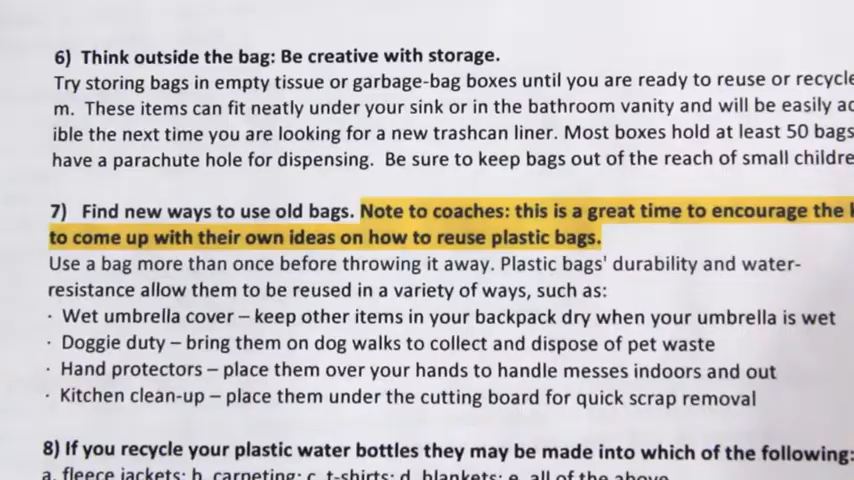 6) Think outside the bag: Be creative with storage.
Try storing bags in empty tissue or garbage-bag boxes until you are ready to reuse or recycle
m. These items can fit neatly under your sink or in the bathroom vanity and will be easily ac
ible the next time you are looking for a new trashcan liner. Most boxes hold at least 50 bags
have a parachute hole for dispensing. Be sure to keep bags out of the reach of small childre
7) Find new ways to use old bags. Note to coaches: this is a great time to encourage the
to come up with their own ideas on how to reuse plastic bags.
Use a bag more than once before throwing it away. Plastic bags' durability and water-
resistance allow them to be reused in a variety of ways, such as:
· Wet umbrella cover – keep other items in your backpack dry when your umbrella is wet
· Doggie duty – bring them on dog walks to collect and dispose of pet waste
· Hand protectors – place them over your hands to handle messes indoors and out
· Kitchen clean-up – place them under the cutting board for quick scrap removal
8) If you recycle your plastic water bottles they may be made into which of the following:
a. fleece jackets; b. carpeting; c. t-shirts; d. blankets; e. all of the above